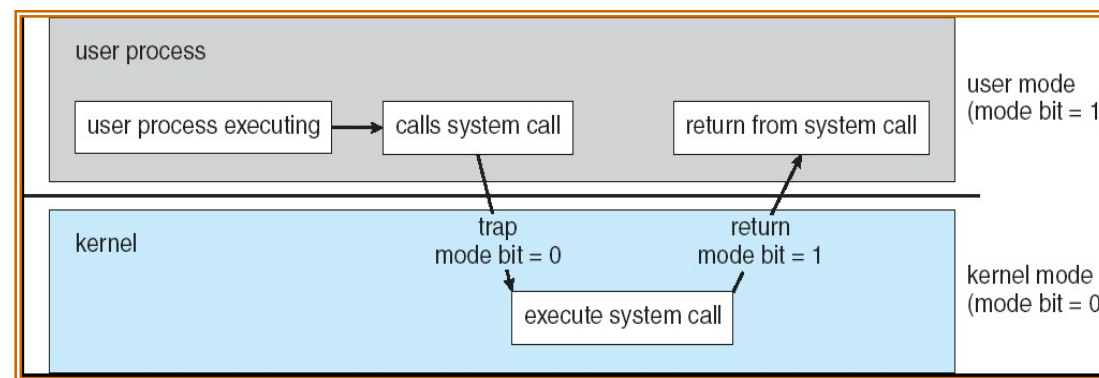 user process
user process executing
calls system call
return from system call
user mode
(mode bit = 1
kernel
trap
mode bit = 0
return
mode bit = 1
execute system call
kernel mode
(mode bit = 0